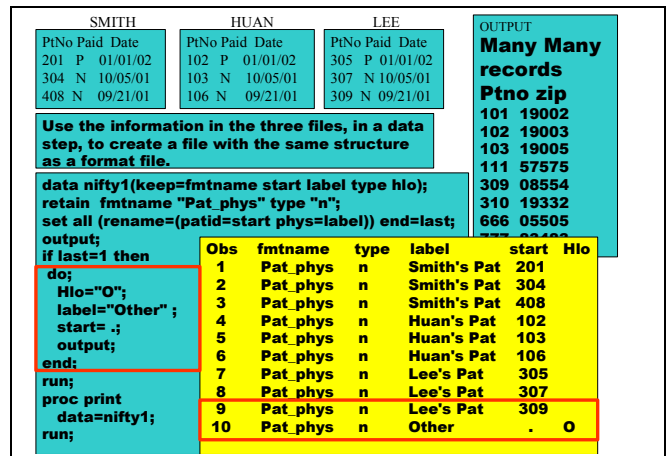 SMITH
PtNo Paid Date
201 P 01/01/02
304 N 10/05/01
408 N 09/21/01
HUAN
PtNo Paid Date
102 P 01/01/02
103 N 10/05/01
106 N 09/21/01
LEE
PtNo Paid Date
305 P 01/01/02
307 N 10/05/01
309 N 09/21/01
OUTPUT
Many Many
records
Ptno zip
101 19002
102 19003
103 19005
111 57575
309 08554
310 19332
666 05505
Use the information in the three files, in a data
step, to create a file with the same structure
as a format file.
data nifty1(keep=fmtname start label type hlo);
retain fmtname "Pat_phys" type "n";
set all (rename=(patid=start phys=label)) end=last;
output;
if last=1 then
do;
Hlo="O";
label="Other" ;
start= .;
output;
end;
run;
proc print
data=nifty1;
run;
Obs fmtname type label start Hlo
1 Pat_phys n Smith's Pat 201
2 Pat_phys n Smith's Pat 304
3 Pat_phys n Smith's Pat 408
4 Pat_phys n Huan's Pat 102
5 Pat_phys n Huan's Pat 103
6 Pat_phys n Huan's Pat 106
7 Pat_phys n Lee's Pat 305
8 Pat_phys n Lee's Pat 307
9 Pat_phys n Lee's Pat 309
10 Pat_phys n Other . O